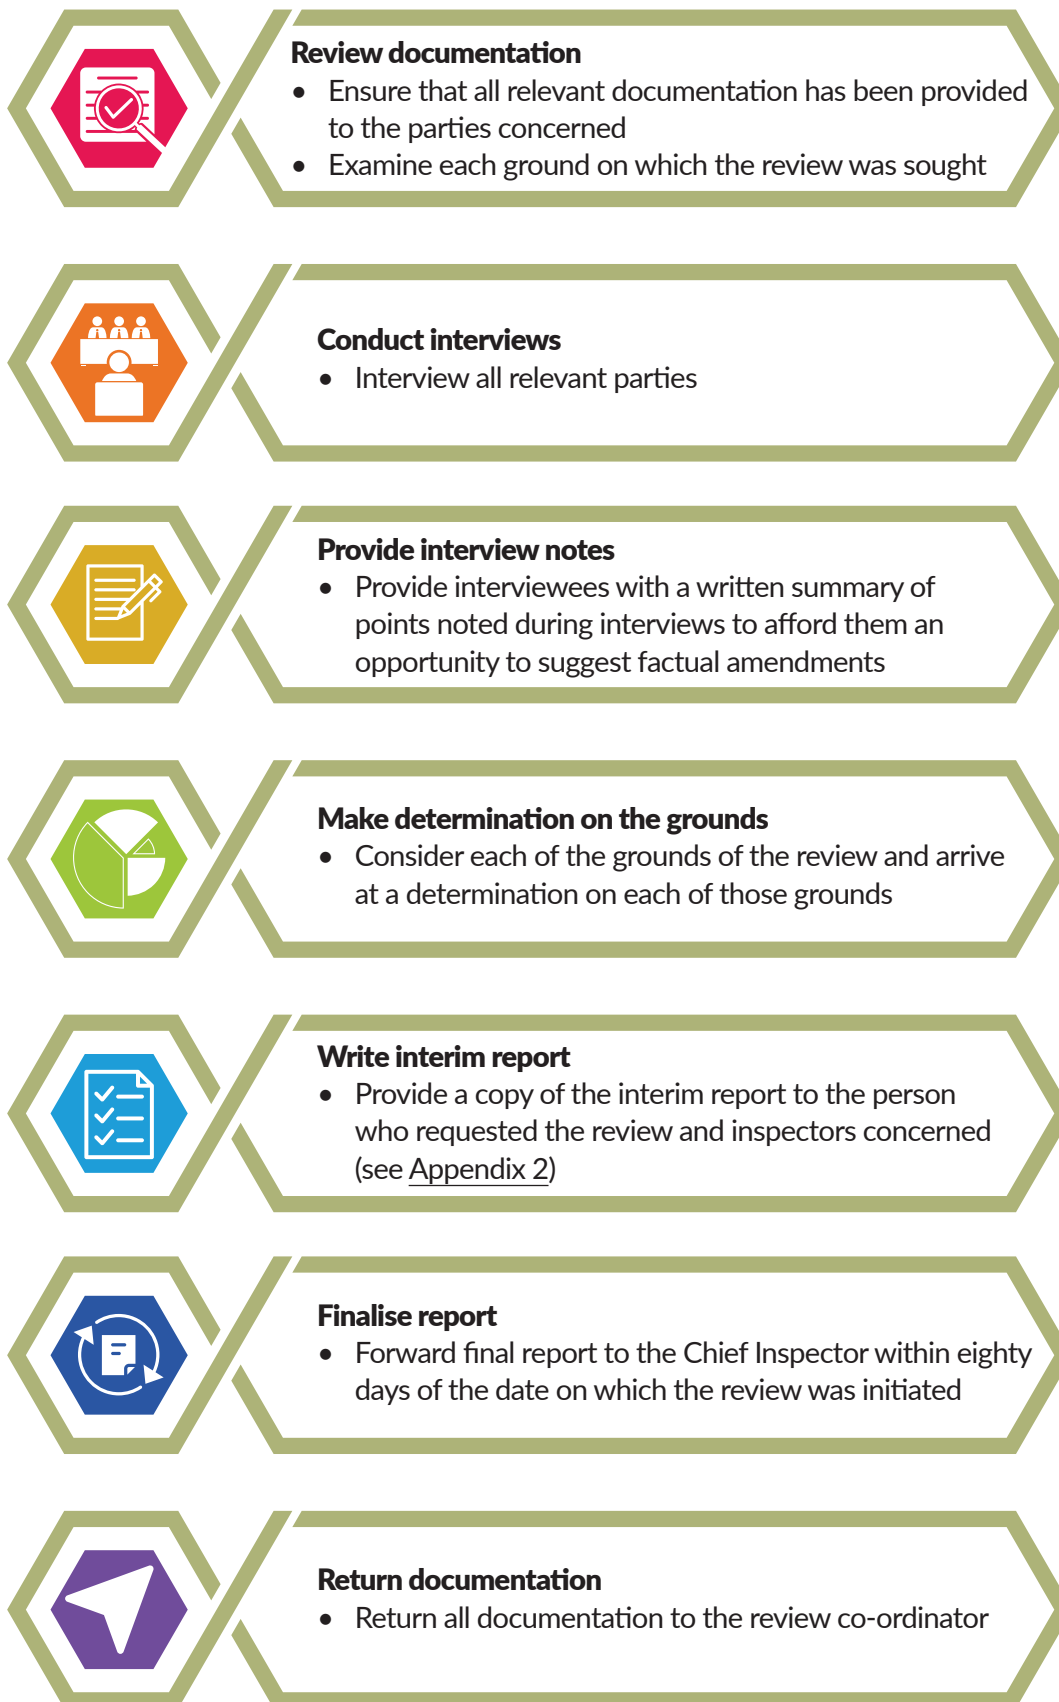 Review documentation
• Ensure that all relevant documentation has been provided
to the parties concerned
• Examine each ground on which the review was sought
Conduct interviews
• Interview all relevant parties
Provide interview notes
• Provide interviewees with a written summary of
points noted during interviews to afford them an
opportunity to suggest factual amendments
Make determination on the grounds
• Consider each of the grounds of the review and arrive
at a determination on each of those grounds
Write interim report
• Provide a copy of the interim report to the person
who requested the review and inspectors concerned
(see Appendix 2)
Finalise report
• Forward final report to the Chief Inspector within eighty
days of the date on which the review was initiated
Return documentation
• Return all documentation to the review co-ordinator